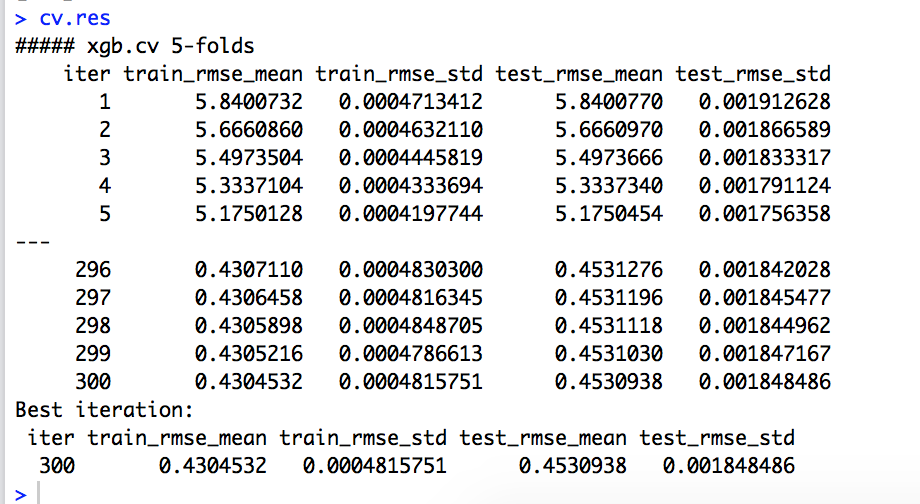 > cv.res
##### xgb.cv 5-folds
iter train_rmse_mean train_rmse_std test_rmse_mean test_rmse_std
1 5.8400732 0.0004713412 5.8400770 0.001912628
2 5.6660860 0.0004632110 5.6660970 0.001866589
3 5.4973504 0.0004445819 5.4973666 0.001833317
4 5.3337104 0.0004333694 5.3337340 0.001791124
5 5.1750128 0.0004197744 5.1750454 0.001756358
---
296 0.4307110 0.0004830300 0.4531276 0.001842028
297 0.4306458 0.0004816345 0.4531196 0.001845477
298 0.4305898 0.0004848705 0.4531118 0.001844962
299 0.4305216 0.0004786613 0.4531030 0.001847167
300 0.4304532 0.0004815751 0.4530938 0.001848486
Best iteration:
iter train_rmse_mean train_rmse_std test_rmse_mean test_rmse_std
300 0.4304532 0.0004815751 0.4530938 0.001848486
>